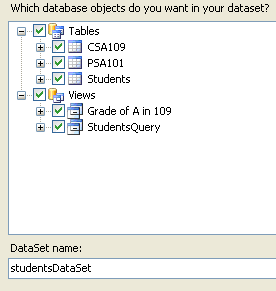 Which database objects do you want in your dataset?
Tables
CSA109
PSA101
Students
Views
Grade of A in 109
StudentsQuery
DataSet name:
studentsDataSet